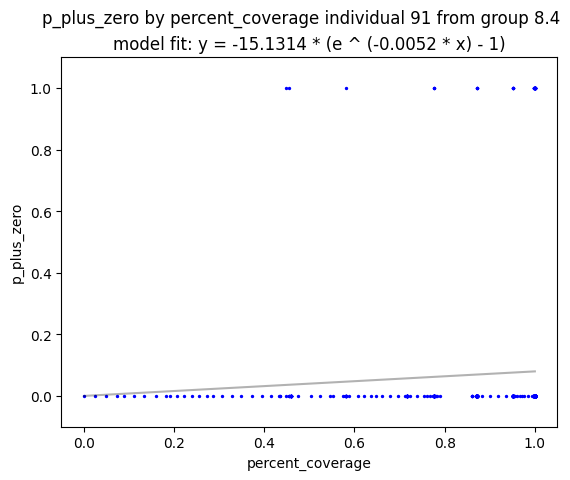 p_plus_zero by percent_coverage individual 91 from group 8.4
model fit: y = -15.1314 * (e ^ (-0.0052 * x) - 1)
1.0
0.8
0.6
0.4
0.2
0.0
p_plus_zero
0.0 0.2 0.4 0.6 0.8 1.0
percent_coverage